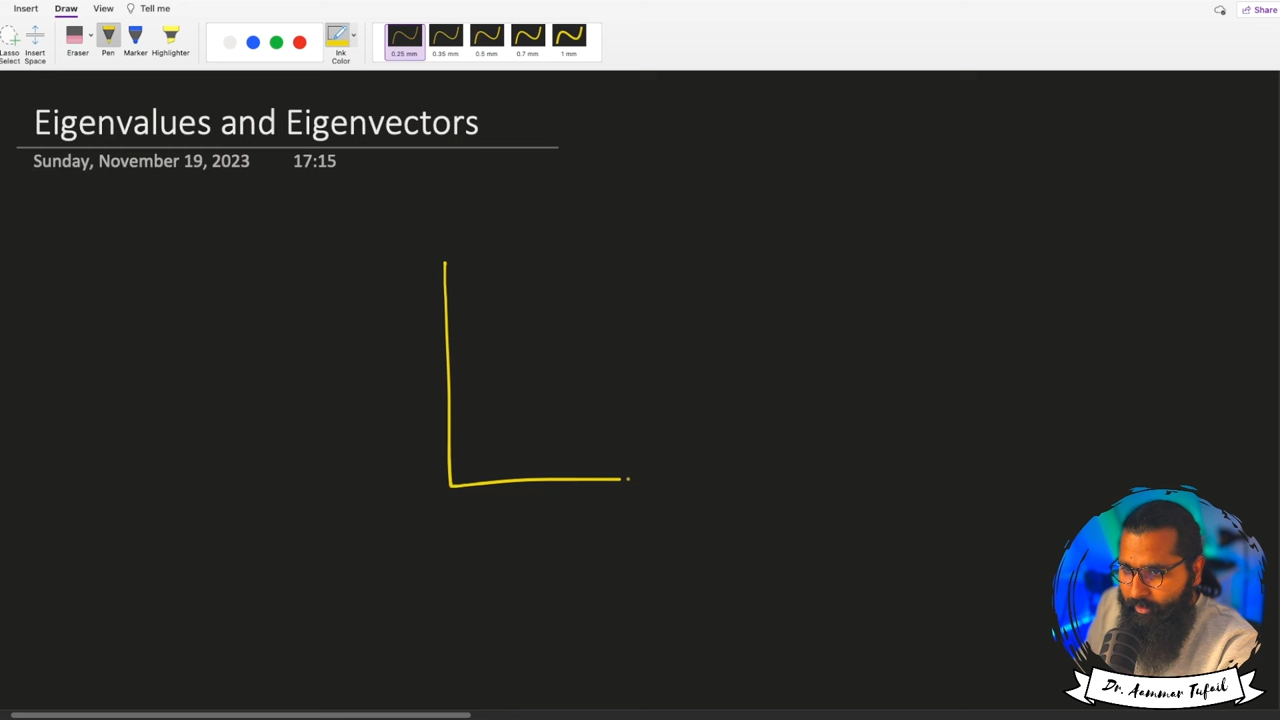 Insert Draw View Tell me
Share
Lasso Select
Insert Space
Eraser
Pen
Marker
Highlighter
Ink Color
0.25 mm
0.35 mm
0.5 mm
0.7 mm
1 mm
Eigenvalues and Eigenvectors
Sunday, November 19, 2023 17:15
Dr. Aammar Tufail